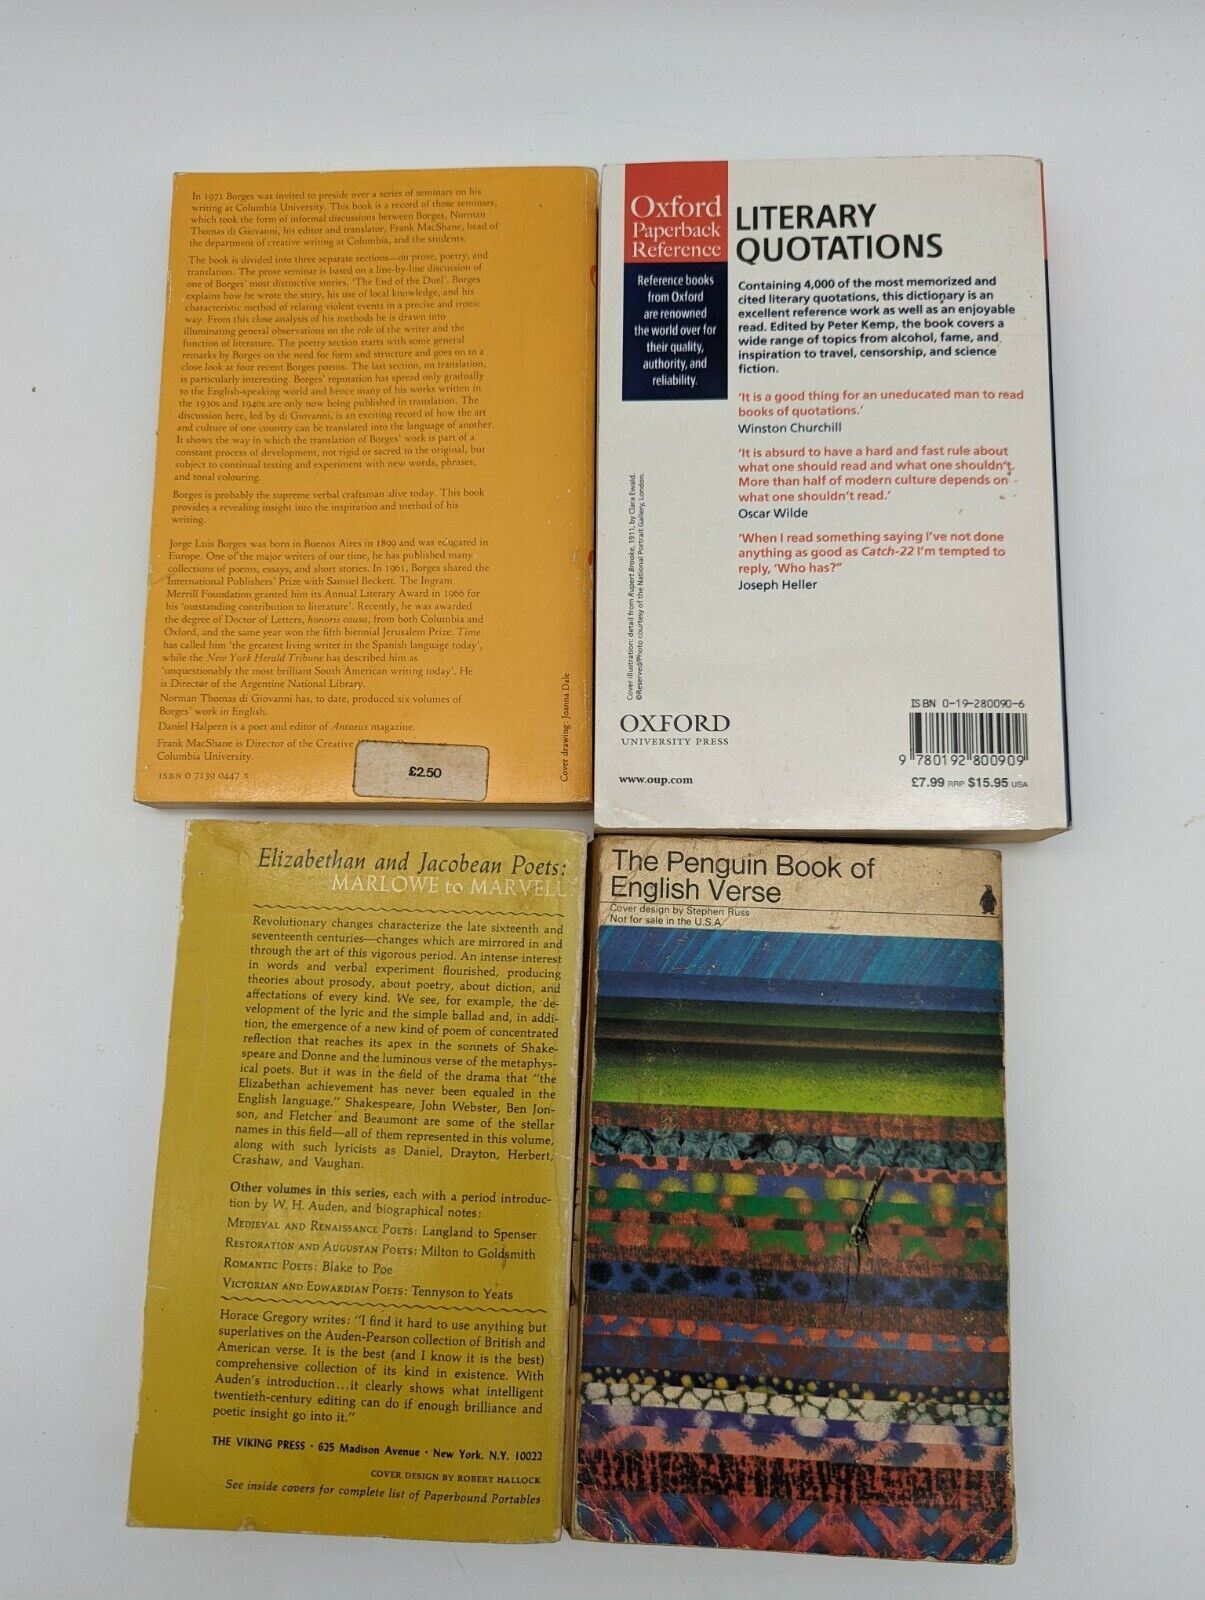 In 1971 Borges was invited to preside over a series of seminars on his
writing at Columbia University. This book is a record of those seminars,
which took the form of informal discussions between Borges, Norman
Thomas di Giovanni, his editor and translator, Frank MacShane, head of
the department of creative writing at Columbia, and the students.
The book is divided into three separate sections—on prose, poetry, and
translation. The prose seminar is based on a line-by-line discussion of
one of Borges' most distinctive stories, 'The End of the Duel'. Borges
explains how he wrote the story, his use of local knowledge, and his
characteristic method of relating violent events in a precise and ironic
way. From this close analysis of his methods he is drawn into
illuminating general observations on the role of the writer and the
function of literature. The poetry section starts with some general
remarks by Borges on the need for form and structure and goes on to a
close look at four recent Borges poems. The last section, on translation,
is particularly interesting. Borges' reputation has spread only gradually
to the English-speaking world and hence many of his works written in
the 1930s and 1940s are only now being published in translation. The
discussion here, led by di Giovanni, is an exciting record of how the art
and culture of one country can be translated into the language of another.
It shows the way in which the translation of Borges' work is part of a
constant process of development, not rigid or sacred to the original, but
subject to continual testing and experiment with new words, phrases,
and tonal colouring.
Borges is probably the supreme verbal craftsman alive today. This book
provides a revealing insight into the inspiration and method of his
writing.
Jorge Luis Borges was born in Buenos Aires in 1899 and was educated in
Europe. One of the major writers of our time, he has published many
collections of poems, essays, and short stories. In 1961, Borges shared the
International Publishers' Prize with Samuel Beckett. The Ingram
Merrill Foundation granted him its Annual Literary Award in 1966 for
his 'outstanding contribution to literature'. Recently, he was awarded
the degree of Doctor of Letters, honoris causa, from both Columbia and
Oxford, and the same year won the fifth biennial Jerusalem Prize. Time
has called him 'the greatest living writer in the Spanish language today',
while the New York Herald Tribune has described him as
'unquestionably the most brilliant South American writing today'. He
is Director of the Argentine National Library.
Norman Thomas di Giovanni has, to date, produced six volumes of
Borges' work in English.
Daniel Halpern is a poet and editor of Antaeus magazine.
Frank MacShane is Director of the Creative
Columbia University.
ISBN 0 7139 0447 X
£2.50
Cover drawing: Joanna Dale
Oxford
Paperback
Reference
Reference books
from Oxford
are renowned
the world over for
their quality,
authority, and
reliability.
LITERARY
QUOTATIONS
Containing 4,000 of the most memorized and
cited literary quotations, this dictionary is an
excellent reference work as well as an enjoyable
read. Edited by Peter Kemp, the book covers a
wide range of topics from alcohol, fame, and
inspiration to travel, censorship, and science
fiction.
'It is a good thing for an uneducated man to read
books of quotations.'
Winston Churchill
'It is absurd to have a hard and fast rule about
what one should read and what one shouldn't.
More than half of modern culture depends on
what one shouldn't read.'
Oscar Wilde
'When I read something saying I've not done
anything as good as Catch-22 I'm tempted to
reply, 'Who has?''
Joseph Heller
Cover illustration: detail from Rupert Brooke, 1911, by Clara Ewald.
©Reserved/Photo courtesy of the National Portrait Gallery, London.
OXFORD
UNIVERSITY PRESS
www.oup.com
ISBN 0-19-280090-6
9 780192 800909
£7.99 RRP $15.95 USA
Elizabethan and Jacobean Poets:
MARLOWE to MARVELL
Revolutionary changes characterize the late sixteenth and
seventeenth centuries—changes which are mirrored in and
through the art of this vigorous period. An intense interest
in words and verbal experiment flourished, producing
theories about prosody, about poetry, about diction, and
affectations of every kind. We see, for example, the de-
velopment of the lyric and the simple ballad and, in addi-
tion, the emergence of a new kind of poem of concentrated
reflection that reaches its apex in the sonnets of Shake-
speare and Donne and the luminous verse of the metaphys-
ical poets. But it was in the field of the drama that "the
Elizabethan achievement has never been equaled in the
English language." Shakespeare, John Webster, Ben Jon-
son, and Fletcher and Beaumont are some of the stellar
names in this field—all of them represented in this volume,
along with such lyricists as Daniel, Drayton, Herbert,
Crashaw, and Vaughan.
Other volumes in this series, each with a period introduc-
tion by W. H. Auden, and biographical notes:
MEDIEVAL AND RENAISSANCE POETS: Langland to Spenser
RESTORATION AND AUGUSTAN POETS: Milton to Goldsmith
ROMANTIC POETS: Blake to Poe
VICTORIAN AND EDWARDIAN POETS: Tennyson to Yeats
Horace Gregory writes: "I find it hard to use anything but
superlatives on the Auden-Pearson collection of British and
American verse. It is the best (and I know it is the best)
comprehensive collection of its kind in existence. With
Auden's introduction...it clearly shows what intelligent
twentieth-century editing can do if enough brilliance and
poetic insight go into it."
THE VIKING PRESS · 625 Madison Avenue · New York, N.Y. 10022
COVER DESIGN BY ROBERT HALLOCK
See inside covers for complete list of Paperbound Portables
The Penguin Book of
English Verse
Cover design by Stephen Russ
Not for sale in the U.S.A.